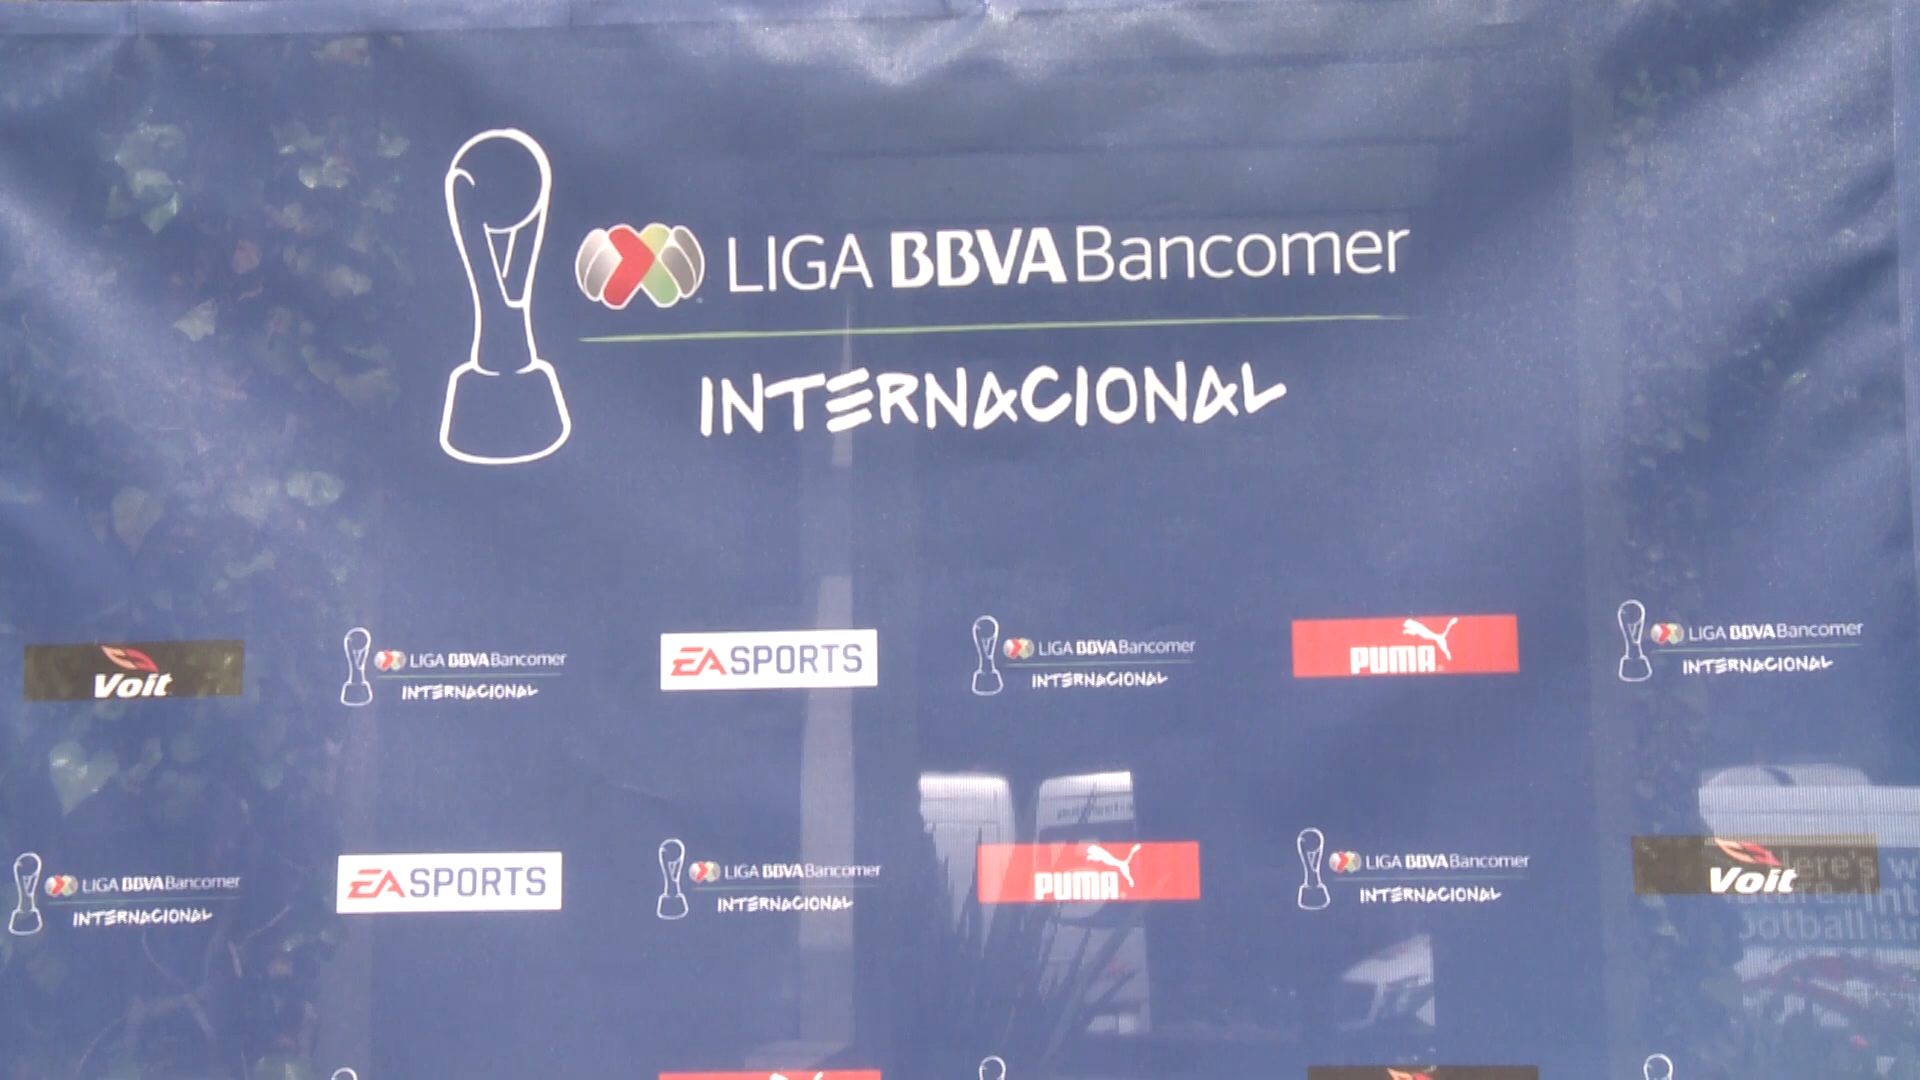 LIGA BBVA Bancomer
INTERNACIONAL
Voit
LIGA BBVA Bancomer
INTERNACIONAL
EA SPORTS
LIGA BBVA Bancomer
INTERNACIONAL
PUMA
LIGA BBVA Bancomer
INTERNACIONAL
LIGA BBVA Bancomer
INTERNACIONAL
EA SPORTS
LIGA BBVA Bancomer
INTERNACIONAL
PUMA
LIGA BBVA Bancomer
INTERNACIONAL
Voit